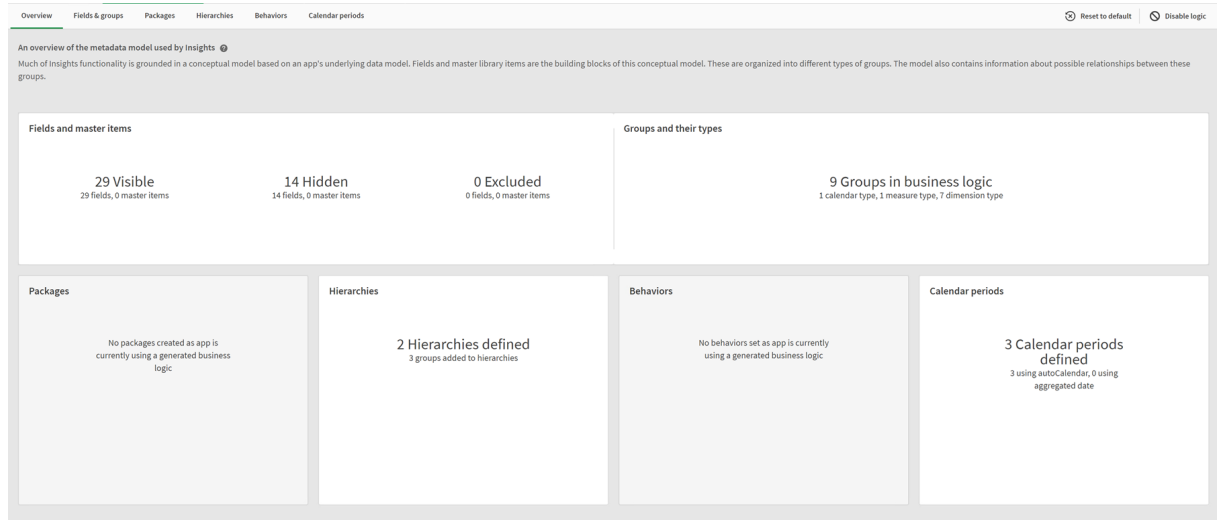 Overview Fields & groups Packages Hierarchies Behaviors Calendar periods Reset to default Disable logic
An overview of the metadata model used by Insights ?
Much of Insights functionality is grounded in a conceptual model based on an app's underlying data model. Fields and master library items are the building blocks of this conceptual model. These are organized into different types of groups. The model also contains information about possible relationships between these
groups.
Fields and master items
29 Visible
29 fields, 0 master items
14 Hidden
14 fields, 0 master items
0 Excluded
0 fields, 0 master items
Groups and their types
9 Groups in business logic
1 calendar type, 1 measure type, 7 dimension type
Packages
No packages created as app is
currently using a generated business
logic
Hierarchies
2 Hierarchies defined
3 groups added to hierarchies
Behaviors
No behaviors set as app is currently
using a generated business logic
Calendar periods
3 Calendar periods
defined
3 using autoCalendar, 0 using
aggregated date